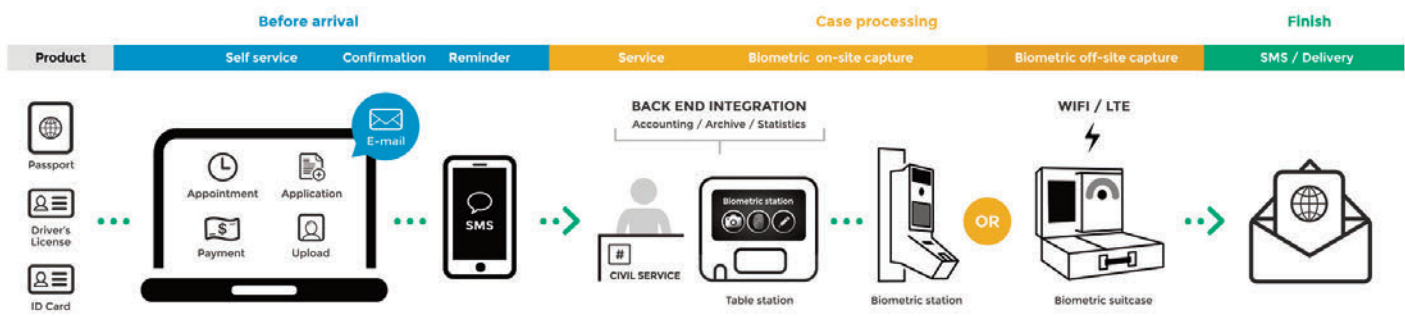 Before arrival
Case processing
Finish
Product
Self service
Confirmation
Reminder
Service
Biometric on-site capture
Biometric off-site capture
SMS / Delivery
Passport
Driver's
License
ID Card
Appointment
Application
Payment
$
Upload
E-mail
SMS
BACK END INTEGRATION
Accounting / Archive / Statistics
#
CIVIL SERVICE
Biometric station
Table station
Biometric station
OR
WIFI / LTE
Biometric suitcase